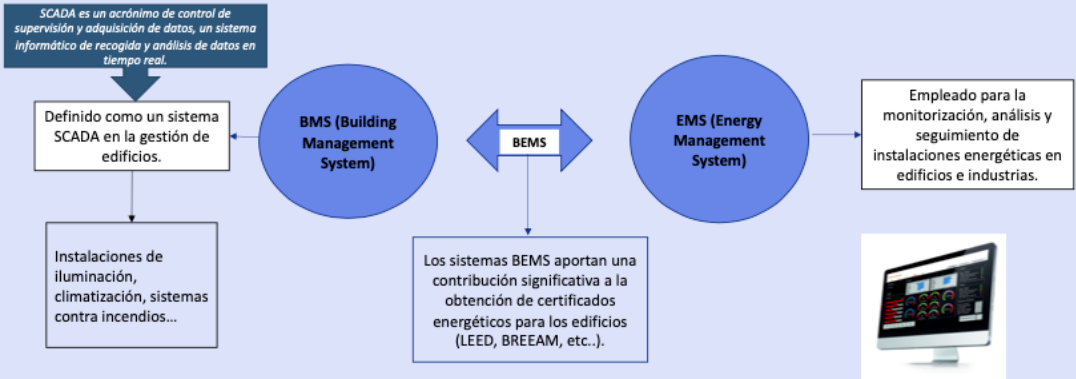 SCADA es un acrónimo de control de
supervisión y adquisición de datos, un sistema
informático de recogida y análisis de datos en
tiempo real.
Definido como un sistema
SCADA en la gestión de
edificios.
Instalaciones de
iluminación,
climatización, sistemas
contra incendios...
BMS (Building
Management
System)
BEMS
Los sistemas BEMS aportan una
contribución significativa a la
obtención de certificados
energéticos para los edificios
(LEED, BREEAM, etc..).
EMS (Energy
Management
System)
Empleado para la
monitorización, análisis y
seguimiento de
instalaciones energéticas en
edificios e industrias.